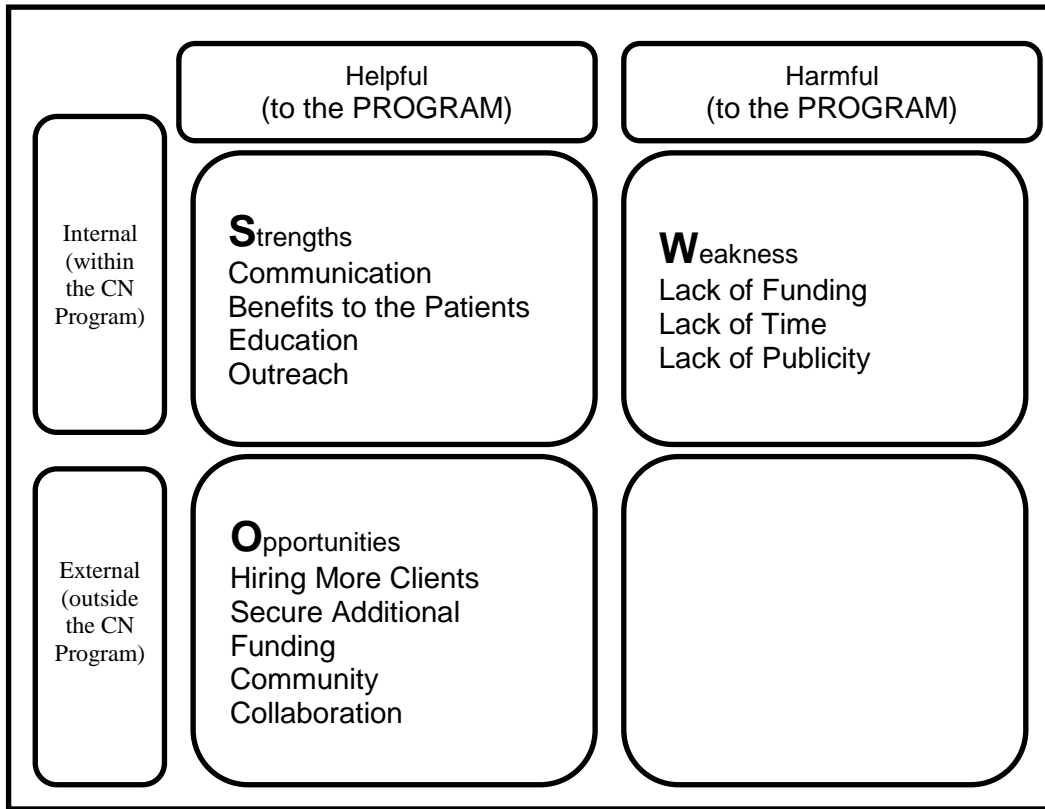 Helpful
(to the PROGRAM)
Harmful
(to the PROGRAM)
Internal
(within
the CN
Program)
Strengths
Communication
Benefits to the Patients
Education
Outreach
Weakness
Lack of Funding
Lack of Time
Lack of Publicity
External
(outside
the CN
Program)
Opportunities
Hiring More Clients
Secure Additional
Funding
Community
Collaboration